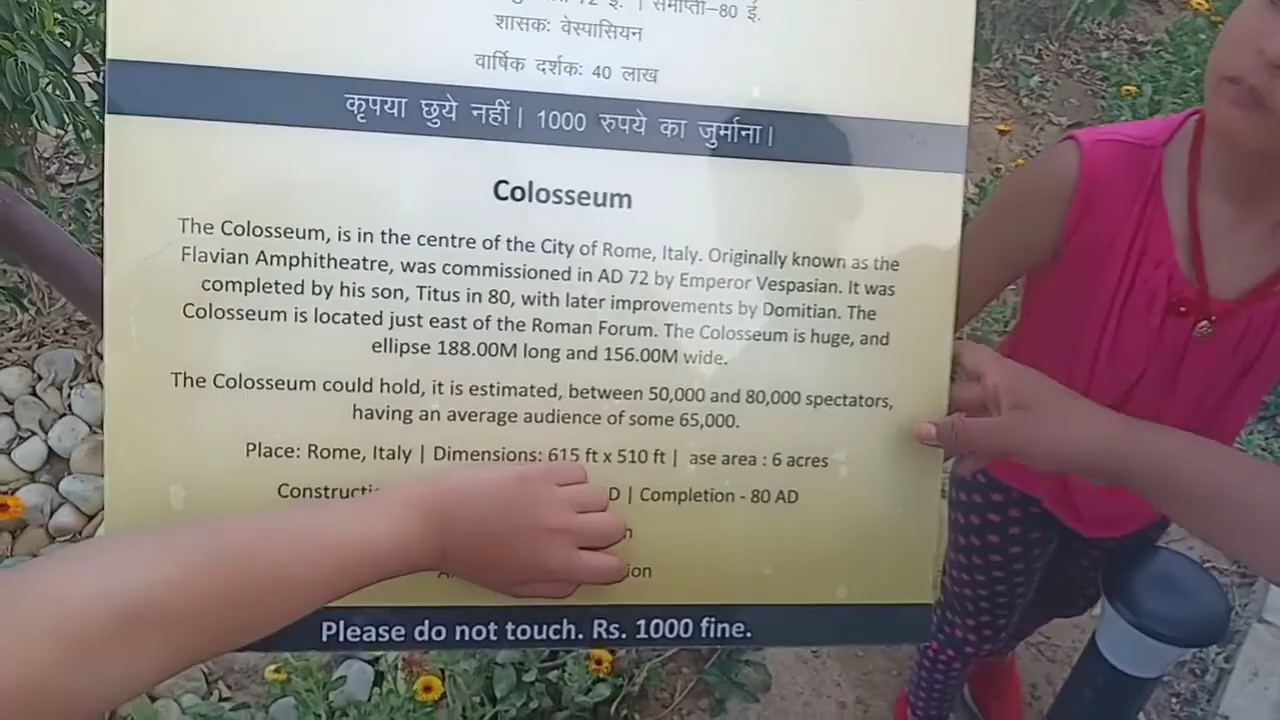 72 ई. । समाप्ती–80 ई.
शासकः वेस्पासियन
वार्षिक दर्शकः 40 लाख
कृपया छुये नहीं। 1000 रुपये का जुर्माना।
Colosseum
The Colosseum, is in the centre of the City of Rome, Italy. Originally known as the
Flavian Amphitheatre, was commissioned in AD 72 by Emperor Vespasian. It was
completed by his son, Titus in 80, with later improvements by Domitian. The
Colosseum is located just east of the Roman Forum. The Colosseum is huge, and
ellipse 188.00M long and 156.00M wide.
The Colosseum could hold, it is estimated, between 50,000 and 80,000 spectators,
having an average audience of some 65,000.
Place: Rome, Italy | Dimensions: 615 ft x 510 ft | ase area : 6 acres
D | Completion - 80 AD
Please do not touch. Rs. 1000 fine.